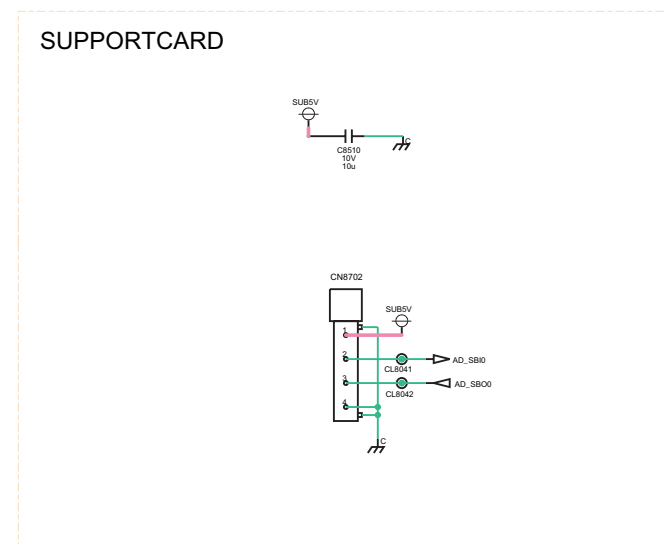 SUPPORTCARD
SUB5V
C
C8510
10V
10u
CN8702
SUB5V
1
2
AD_SBI0
CL8041
3
AD_SBO0
CL8042
4
C